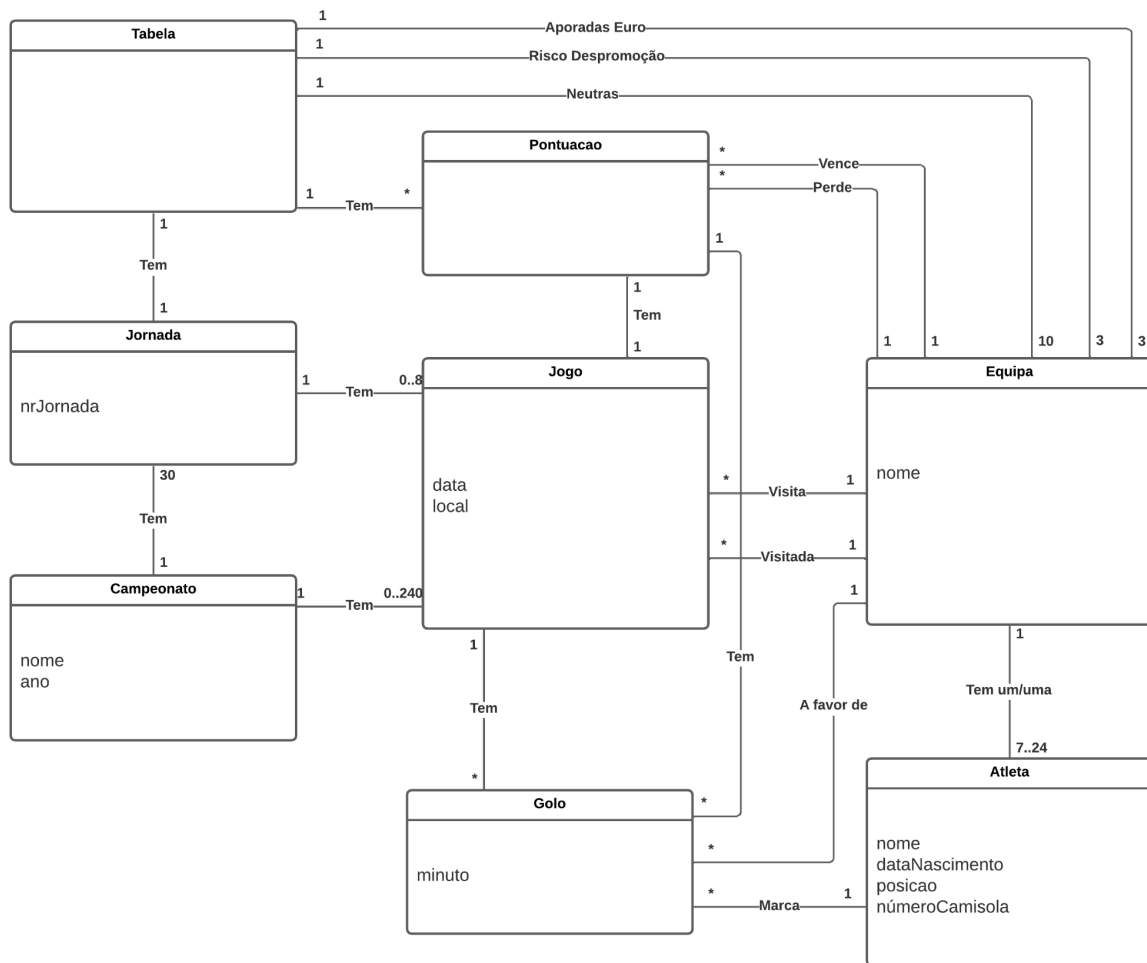 1
Aporadas Euro
Tabela
1
Risco Despromoção
1
Neutras
Pontuacao
*
Vence
*
Perde
1
Tem
*
1
1
Tem
1
Tem
1
1
1
1
10
3
3
Jornada
nrJornada
1
Tem
0..8
Jogo
data
local
Equipa
nome
*
Visita
1
*
Visitada
1
30
Tem
1
Campeonato
nome
ano
1
Tem
0..240
1
1
1
Tem
Tem
A favor de
Tem um/uma
*
7..24
Golo
minuto
*
*
*
Marca
1
Atleta
nome
dataNascimento
posicao
númeroCamisola